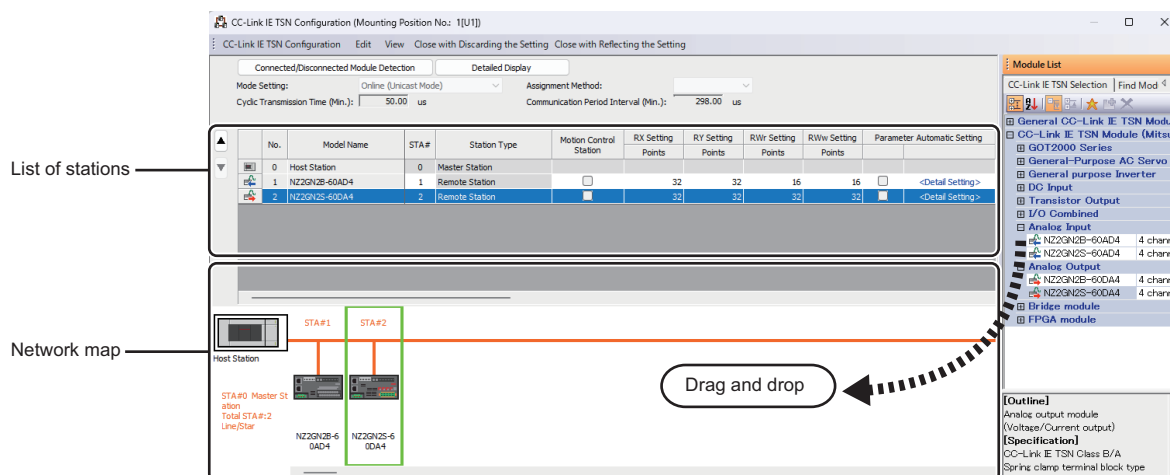 CC-Link IE TSN Configuration (Mounting Position No.: 1[U1])
CC-Link IE TSN Configuration Edit View Close with Discarding the Setting Close with Reflecting the Setting
Connected/Disconnected Module Detection Detailed Display
Mode Setting: Online (Unicast Mode) Assignment Method:
Cyclic Transmission Time (Min.): 50.00 us Communication Period Interval (Min.): 298.00 us
List of stations
No. Model Name STA# Station Type Motion Control Station RX Setting RY Setting RWr Setting RWw Setting Parameter Automatic Setting
Points Points Points Points
0 Host Station 0 Master Station
1 NZ2GN2B-60AD4 1 Remote Station 32 32 16 16 <Detail Setting>
2 NZ2GN2S-60DA4 2 Remote Station 32 32 32 32 <Detail Setting>
Network map
STA#1 STA#2
Host Station
STA#0 Master St
ation
Total STA#:2
Line/Star
NZ2GN2B-6
0AD4
NZ2GN2S-6
0DA4
Drag and drop
Module List
CC-Link IE TSN Selection Find Mod
General CC-Link IE TSN Modu
CC-Link IE TSN Module (Mitsu
GOT2000 Series
General-Purpose AC Servo
General purpose Inverter
DC Input
Transistor Output
I/O Combined
Analog Input
NZ2GN2B-60AD4 4 chann
NZ2GN2S-60AD4 4 chann
Analog Output
NZ2GN2B-60DA4 4 chann
NZ2GN2S-60DA4 4 chann
Bridge module
FPGA module
[Outline]
Analog output module
(Voltage/Current output)
[Specification]
CC-Link IE TSN Class B/A
Spring clamp terminal block type